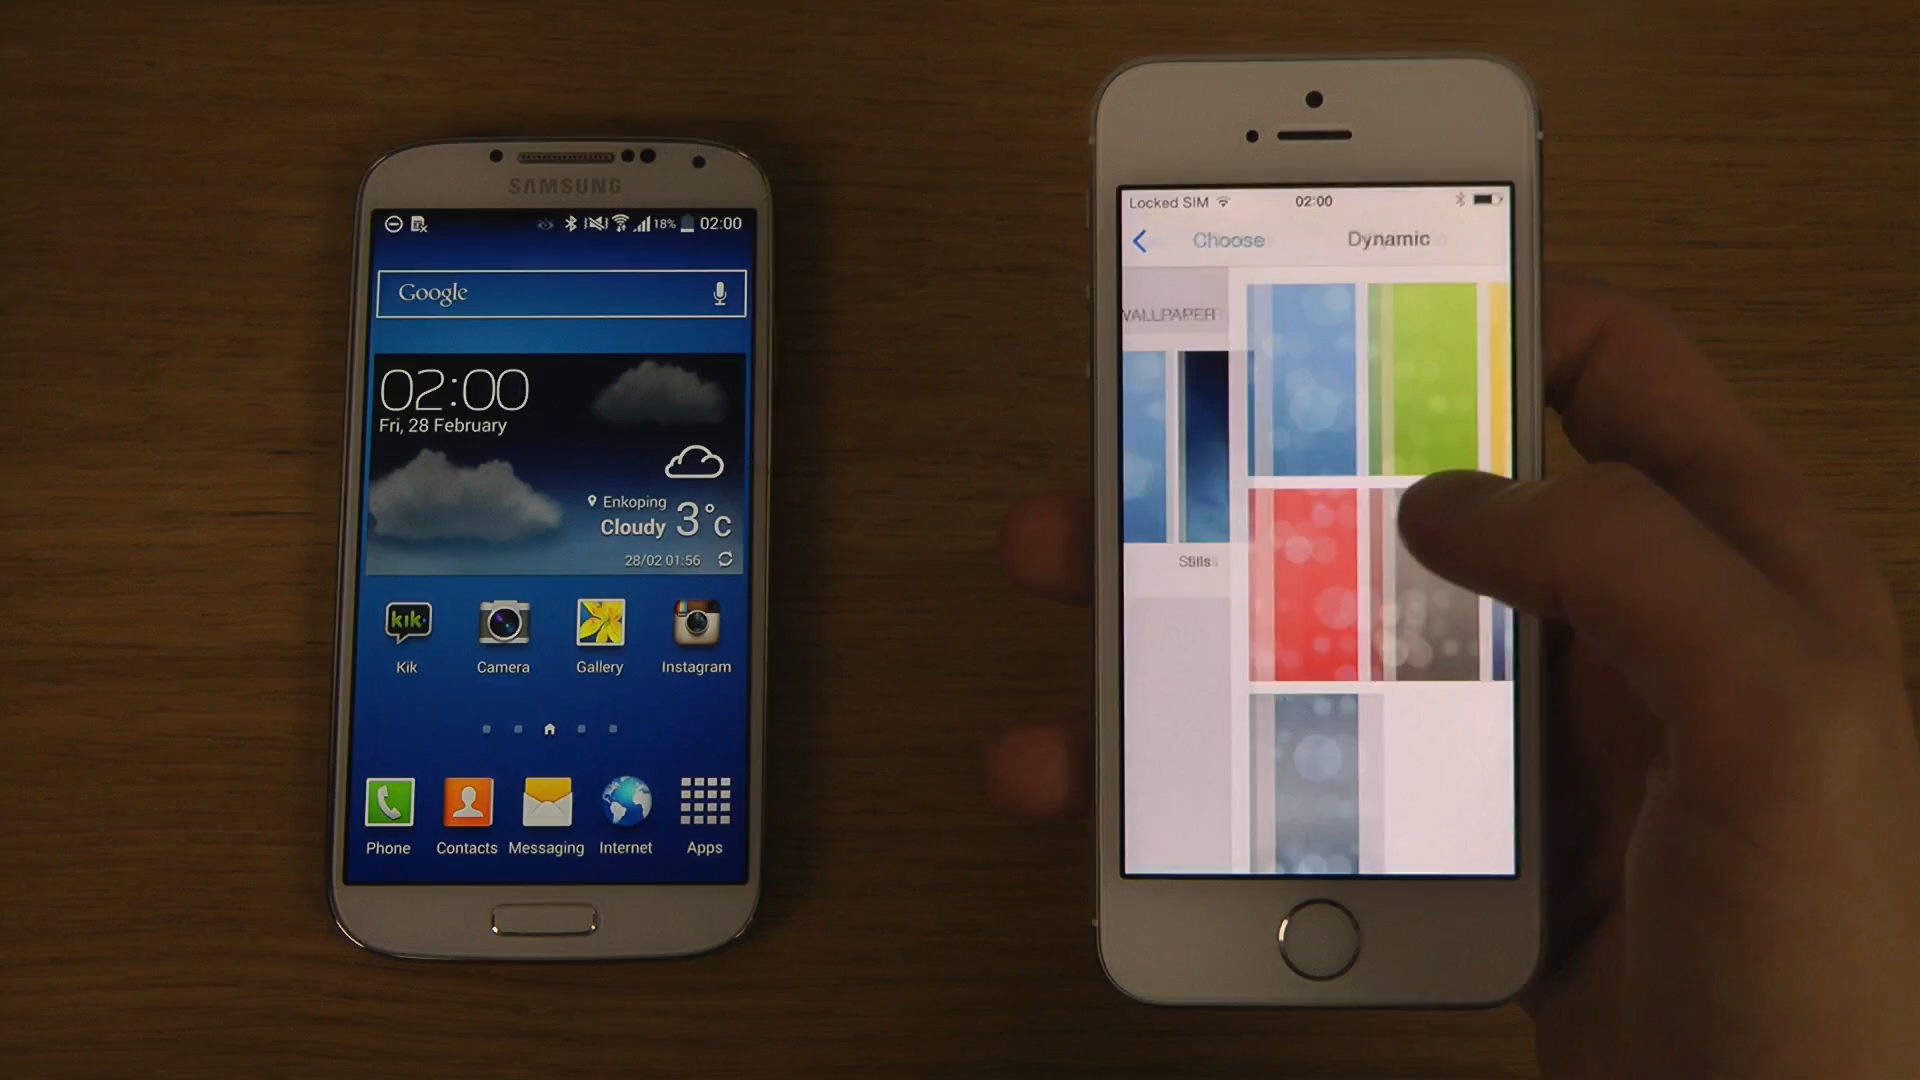 SAMSUNG
18% 02:00
Google
02:00
Fri, 28 February
Enkoping
Cloudy 3°C
28/02 01:56
kik
Kik Camera Gallery Instagram
Phone Contacts Messaging Internet Apps
Locked SIM 02:00
Choose Dynamic
WALLPAPER
Stills